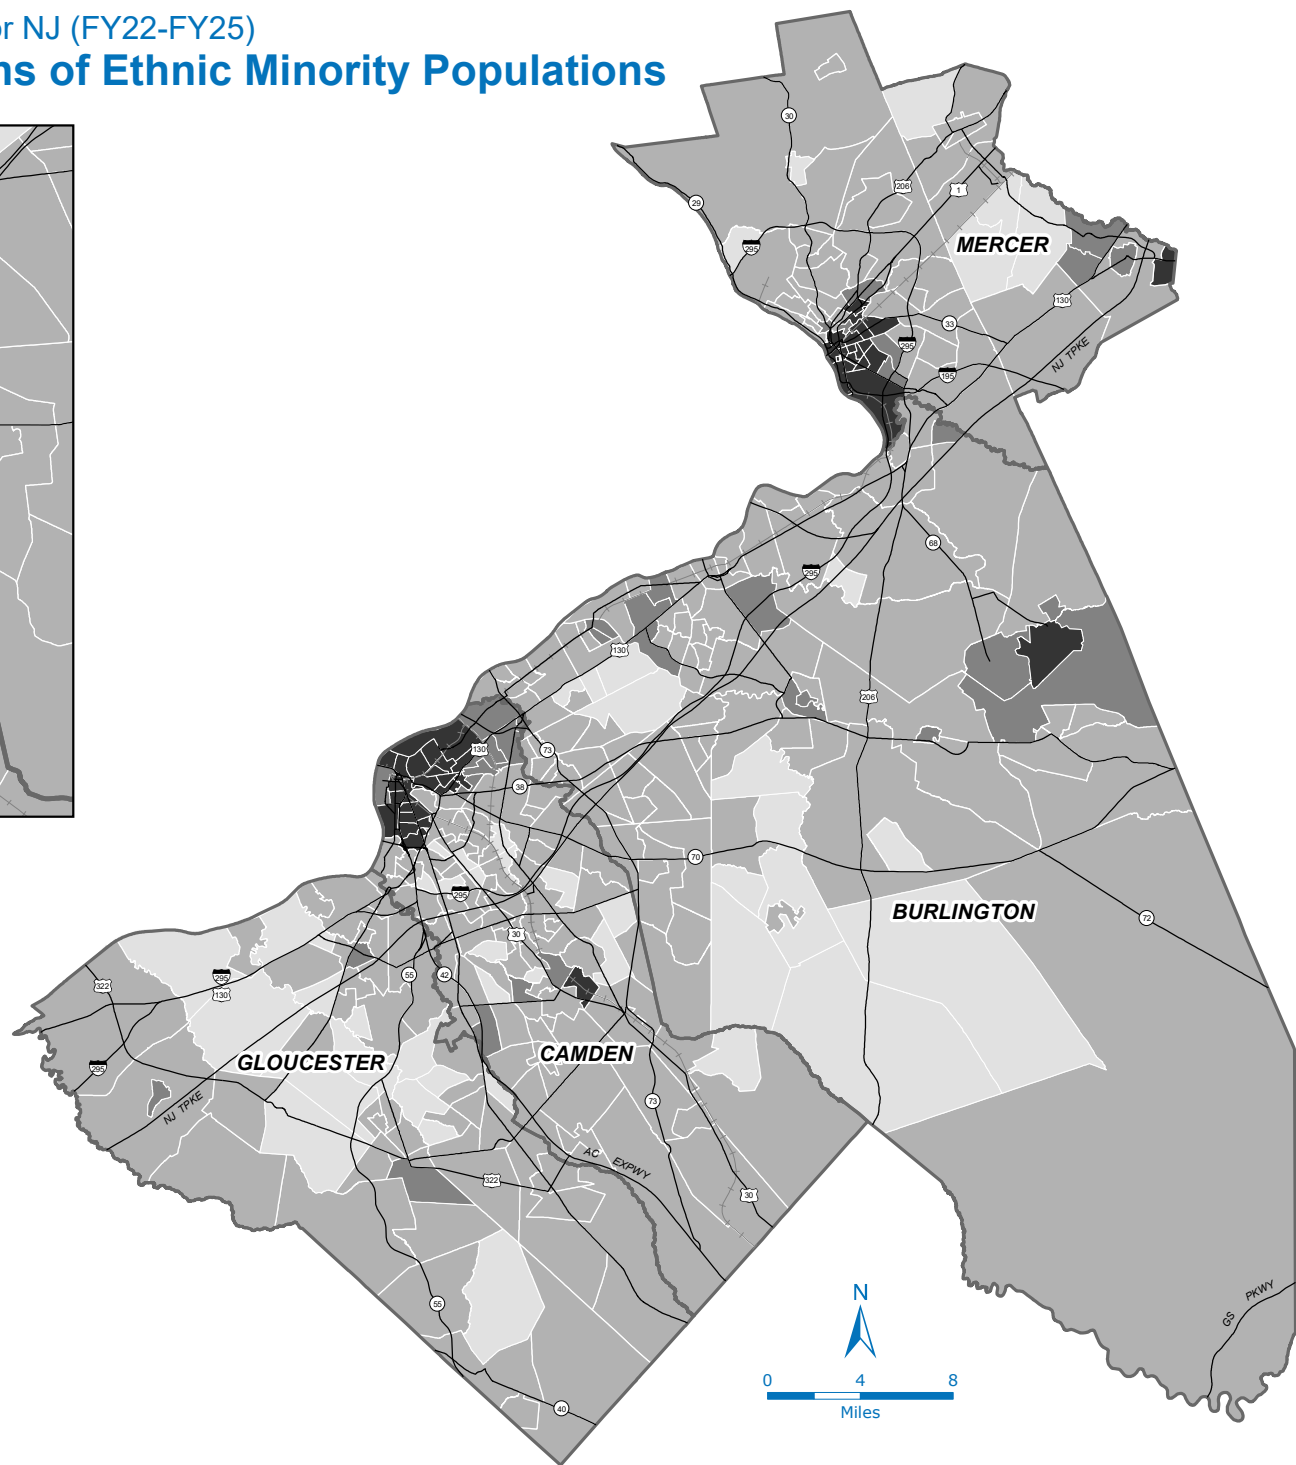 or NJ (FY22-FY25)
ns of Ethnic Minority Populations
30
206
1
29
295
MERCER
130
33
295
NJ TPKE
195
68
295
130
206
130
73
38
70
295
BURLINGTON
72
30
295
55
42
322
130
GLOUCESTER
CAMDEN
295
NJ TPKE
73
AC EXPWY
322
30
GS PKWY
N
55
0 4 8
Miles
40